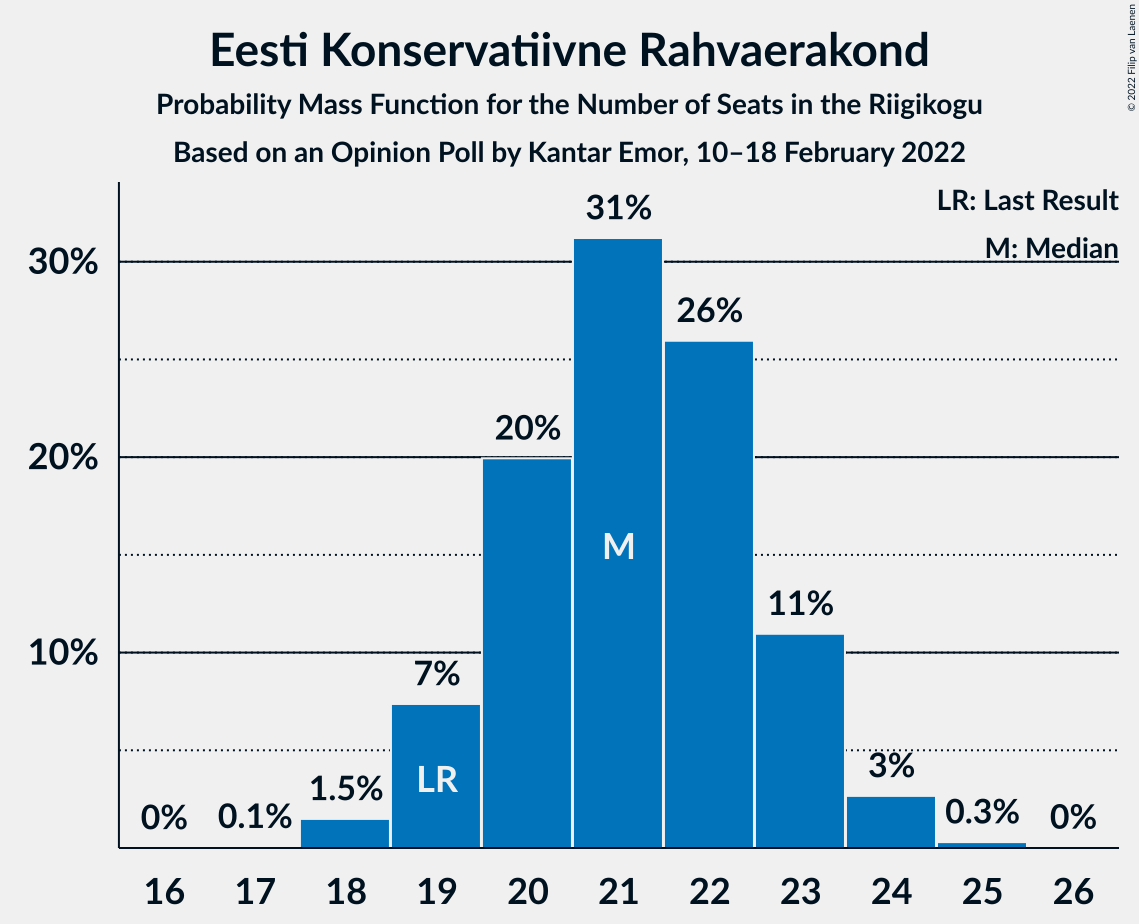 Eesti Konservatiivne Rahvaerakond
Probability Mass Function for the Number of Seats in the Riigikogu
Based on an Opinion Poll by Kantar Emor, 10–18 February 2022
© 2022 Filip van Laenen
LR: Last Result
M: Median
30%
20%
10%
0%
0.1%
1.5%
7%
20%
31%
26%
11%
3%
0.3%
0%
LR
M
16 17 18 19 20 21 22 23 24 25 26